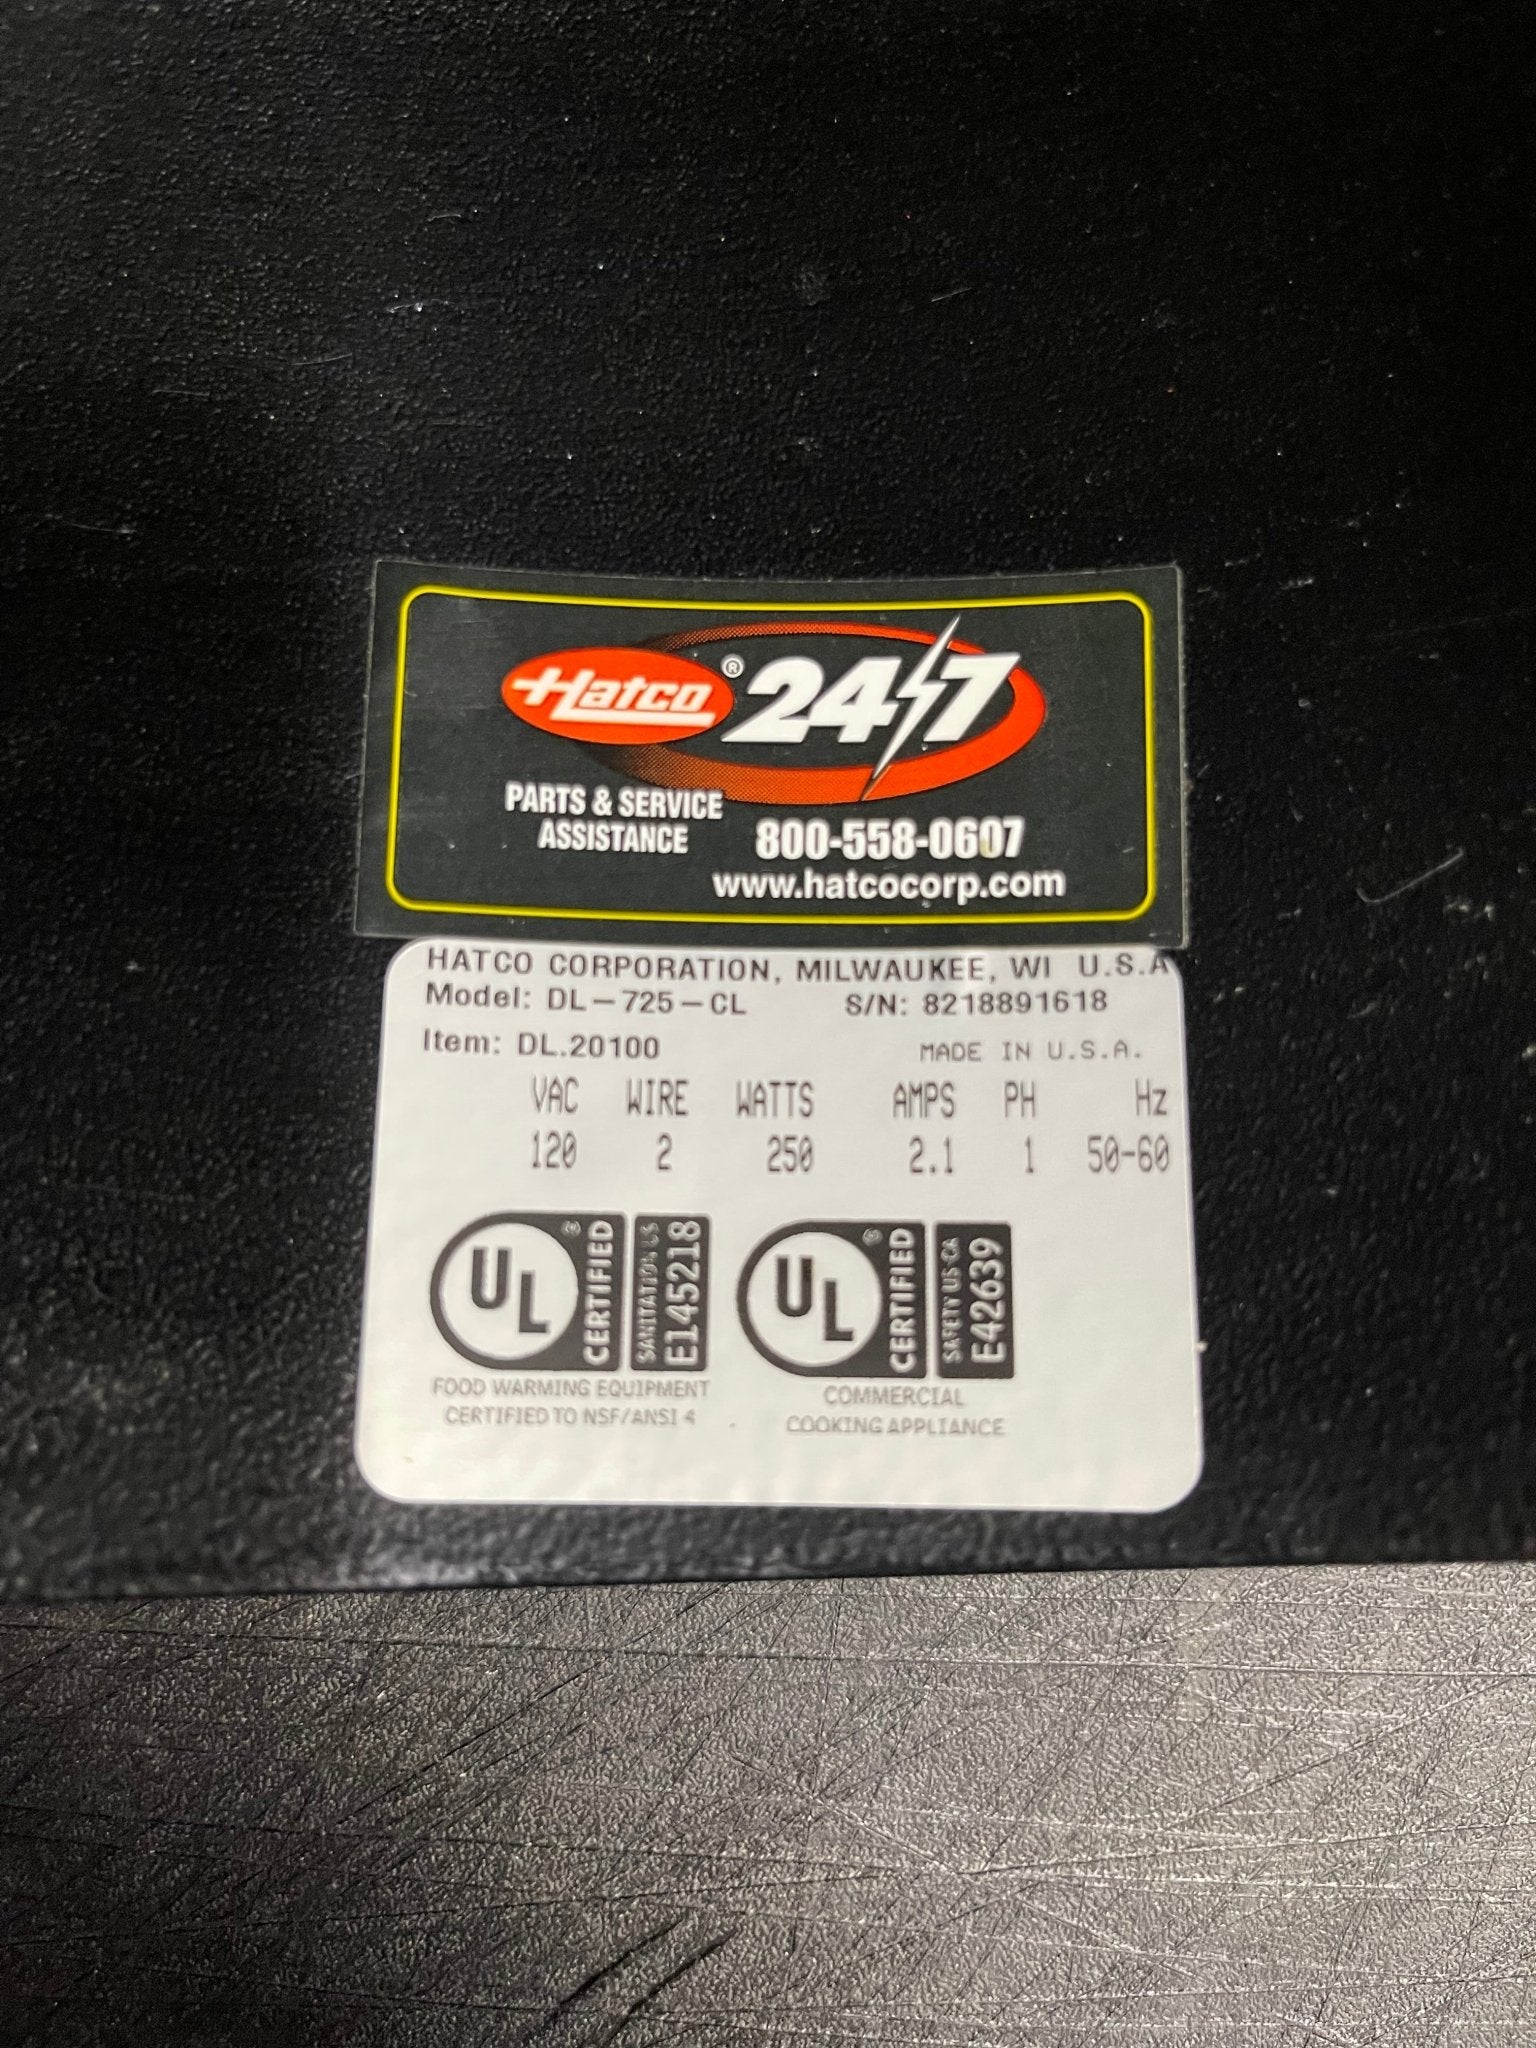 Hatco® 24/7
PARTS & SERVICE
ASSISTANCE
800-558-0607
www.hatcocorp.com
HATCO CORPORATION, MILWAUKEE, WI U.S.A
Model: DL-725-CL S/N: 8218891618
Item: DL.20100 MADE IN U.S.A.
VAC WIRE WATTS AMPS PH Hz
120 2 250 2.1 1 50-60
UL ® CERTIFIED SANITATION US E145218
FOOD WARMING EQUIPMENT
CERTIFIED TO NSF/ANSI 4
UL ® CERTIFIED SAFETY US-CA E42639
COMMERCIAL
COOKING APPLIANCE